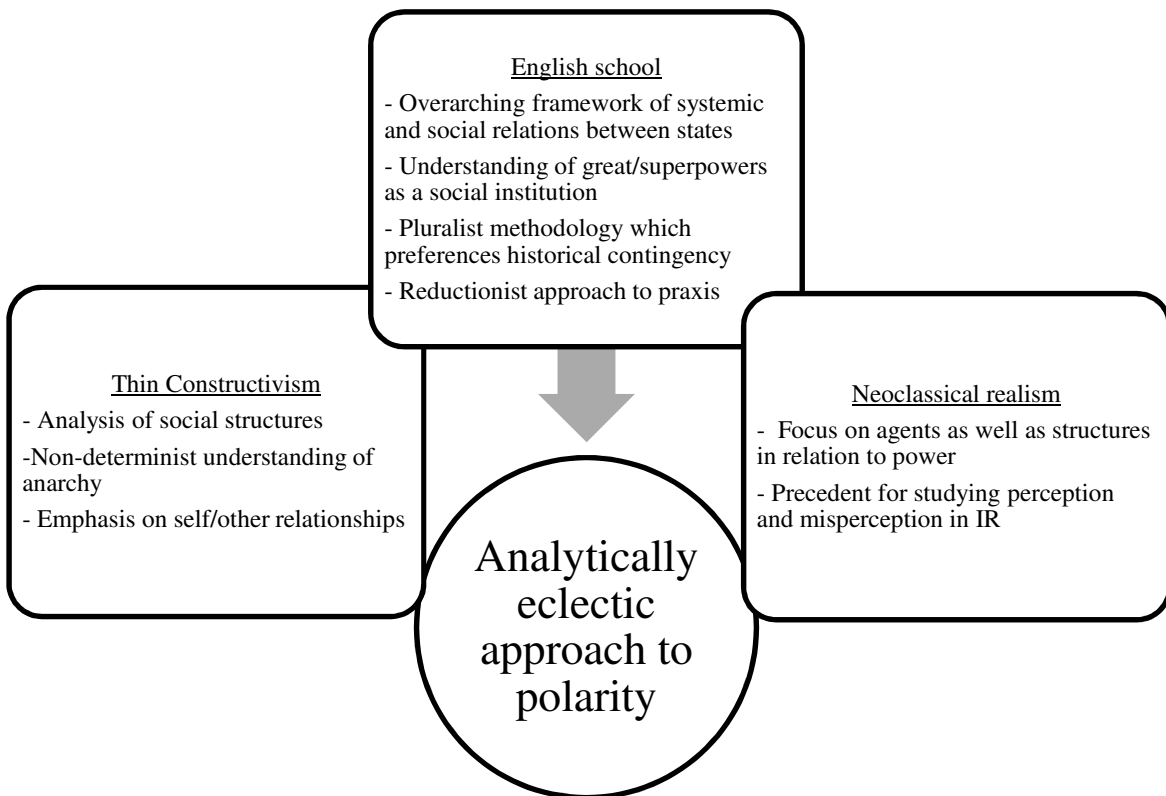 English school
- Overarching framework of systemic
and social relations between states
- Understanding of great/superpowers
as a social institution
- Pluralist methodology which
preferences historical contingency
- Reductionist approach to praxis
Thin Constructivism
- Analysis of social structures
-Non-determinist understanding of
anarchy
- Emphasis on self/other relationships
Neoclassical realism
- Focus on agents as well as structures
in relation to power
- Precedent for studying perception
and misperception in IR
Analytically
eclectic
approach to
polarity